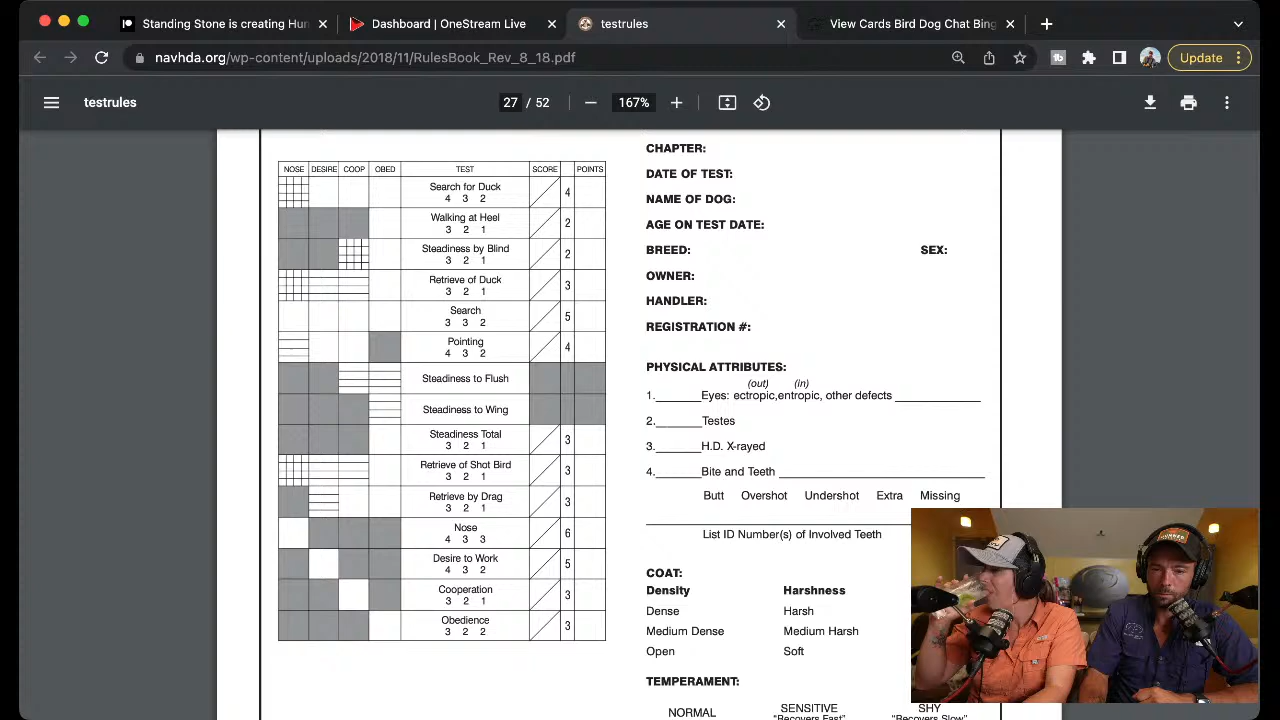 Standing Stone is creating Hun
Dashboard | OneStream Live
testrules
View Cards Bird Dog Chat Bing
navhda.org/wp-content/uploads/2018/11/RulesBook_Rev_8_18.pdf
Update
testrules
27 / 52
167%
NOSE DESIRE COOP OBED TEST SCORE POINTS
Search for Duck
4 3 2
4
Walking at Heel
3 2 1
2
Steadiness by Blind
3 2 1
2
Retrieve of Duck
3 2 1
3
Search
3 3 2
5
Pointing
4 3 2
4
Steadiness to Flush
Steadiness to Wing
Steadiness Total
3 2 1
3
Retrieve of Shot Bird
3 2 1
3
Retrieve by Drag
3 2 1
3
Nose
4 3 3
6
Desire to Work
4 3 2
5
Cooperation
3 2 1
3
Obedience
3 2 2
3
CHAPTER:
DATE OF TEST:
NAME OF DOG:
AGE ON TEST DATE:
BREED: SEX:
OWNER:
HANDLER:
REGISTRATION #:
PHYSICAL ATTRIBUTES:
(out) (in)
1. Eyes: ectropic,entropic, other defects
2. Testes
3. H.D. X-rayed
4. Bite and Teeth
Butt Overshot Undershot Extra Missing
List ID Number(s) of Involved Teeth
COAT:
Density Harshness
Dense Harsh
Medium Dense Medium Harsh
Open Soft
TEMPERAMENT:
NORMAL SENSITIVE SHY
"Recovers Fast" "Recovers Slow"